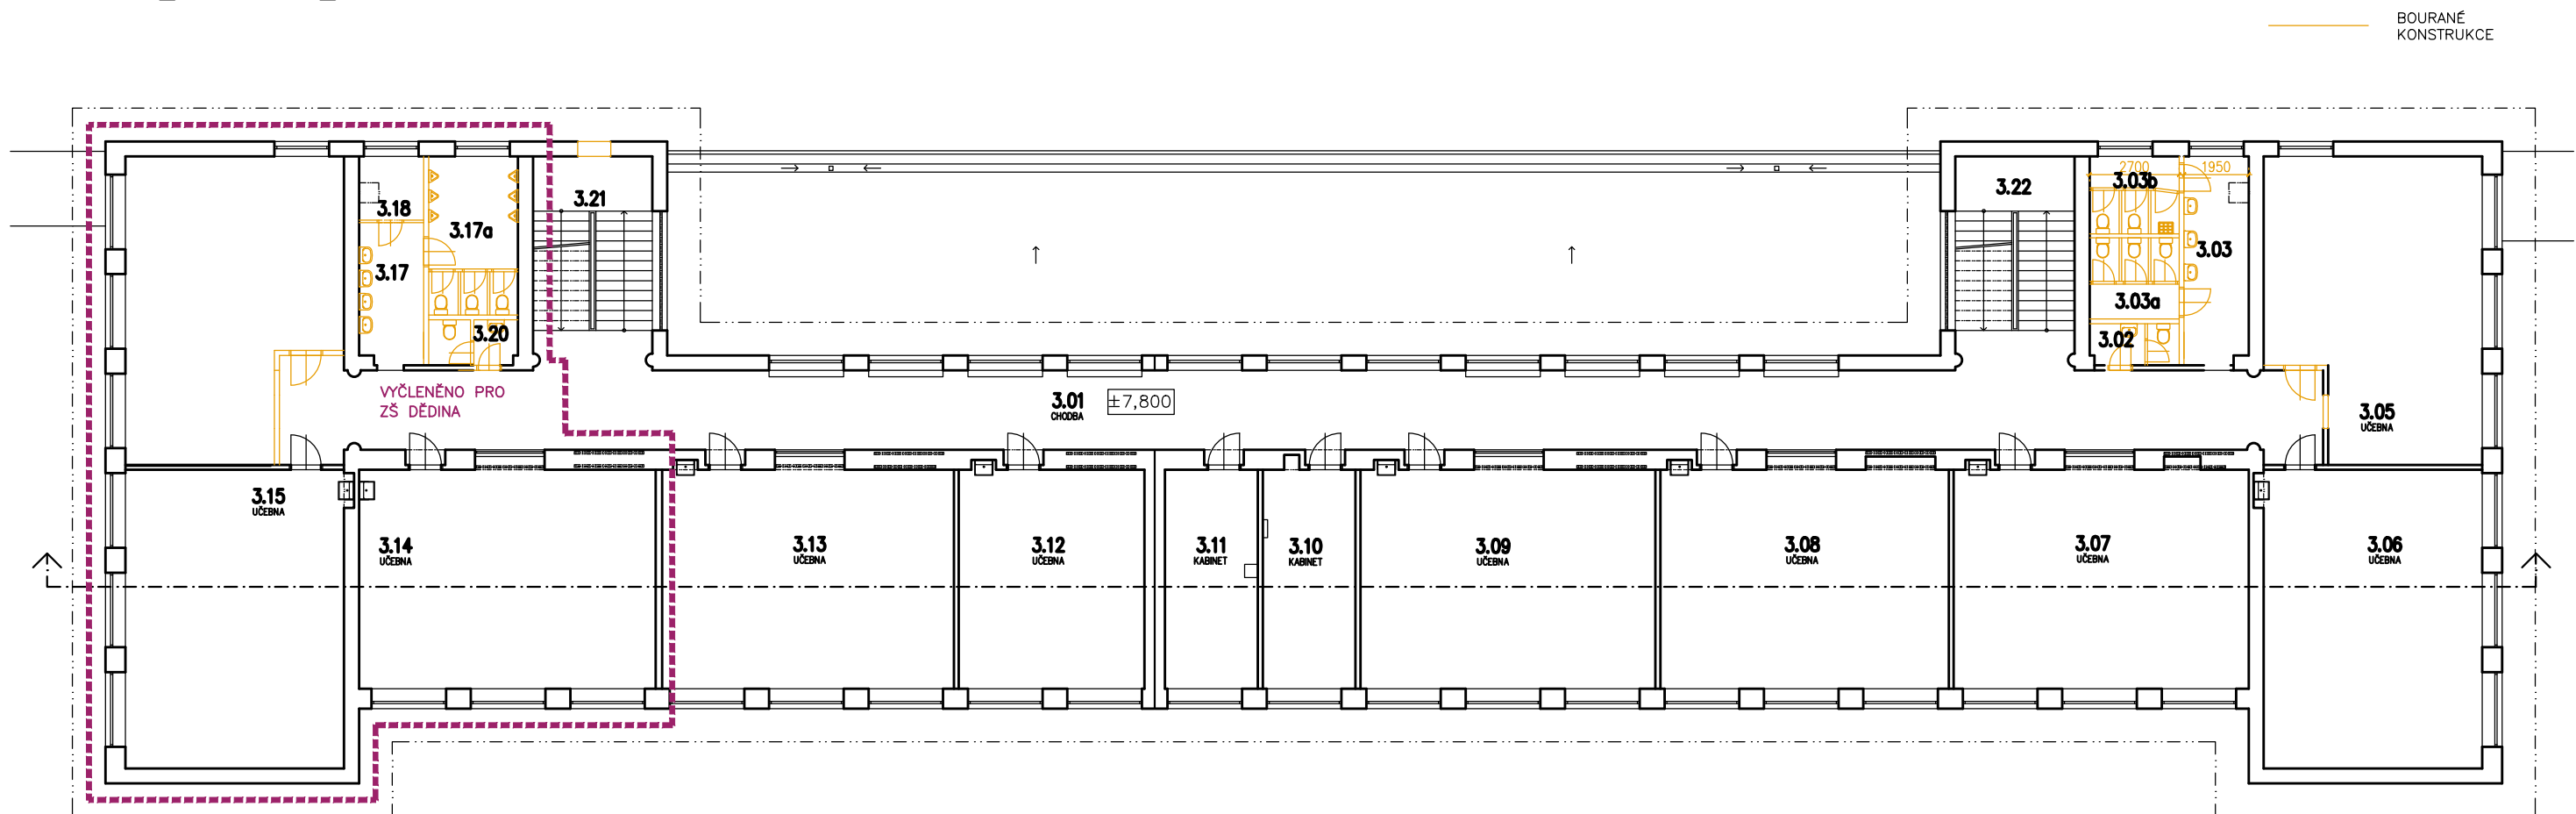 BOURANÉ
KONSTRUKCE
2700
1950
3.03b
3.18
3.21
3.22
3.17a
3.17
3.03
3.03a
3.20
3.02
VYČLENĚNO PRO
ZŠ DĚDINA
3.01
CHODBA
±7,800
3.05
UČEBNA
3.15
UČEBNA
3.14
UČEBNA
3.13
UČEBNA
3.12
UČEBNA
3.11
KABINET
3.10
KABINET
3.09
UČEBNA
3.08
UČEBNA
3.07
UČEBNA
3.06
UČEBNA